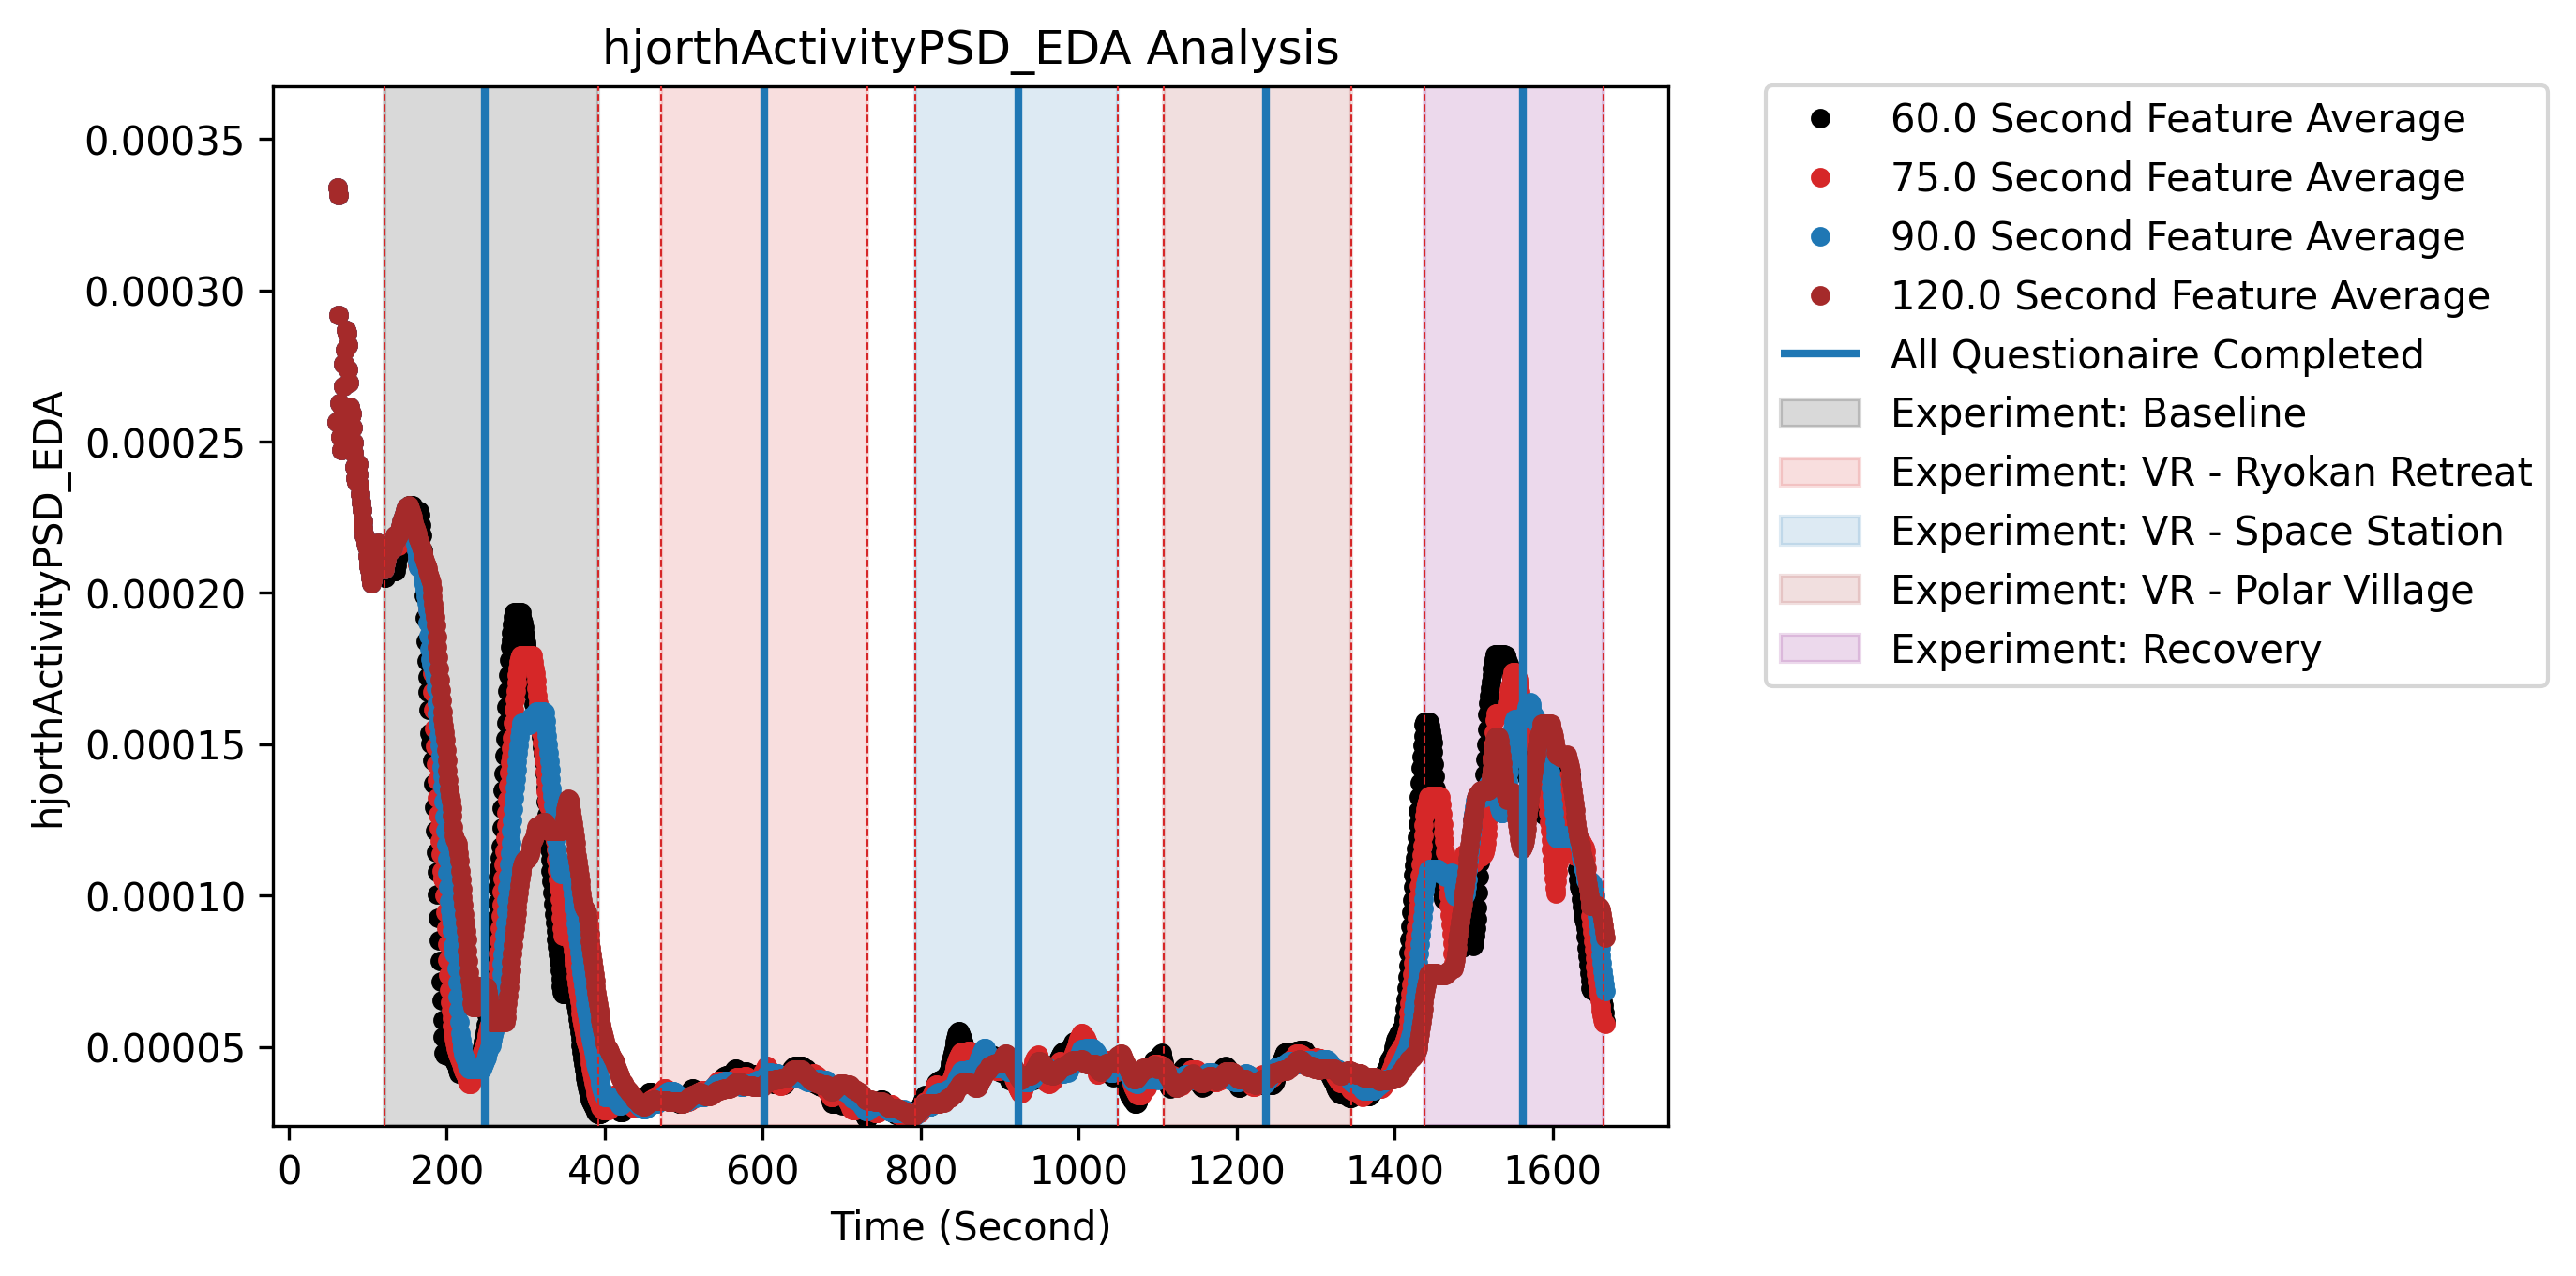 hjorthActivityPSD_EDA Analysis
hjorthActivityPSD_EDA
0.00035
0.00030
0.00025
0.00020
0.00015
0.00010
0.00005
0 200 400 600 800 1000 1200 1400 1600
Time (Second)
60.0 Second Feature Average
75.0 Second Feature Average
90.0 Second Feature Average
120.0 Second Feature Average
All Questionaire Completed
Experiment: Baseline
Experiment: VR - Ryokan Retreat
Experiment: VR - Space Station
Experiment: VR - Polar Village
Experiment: Recovery